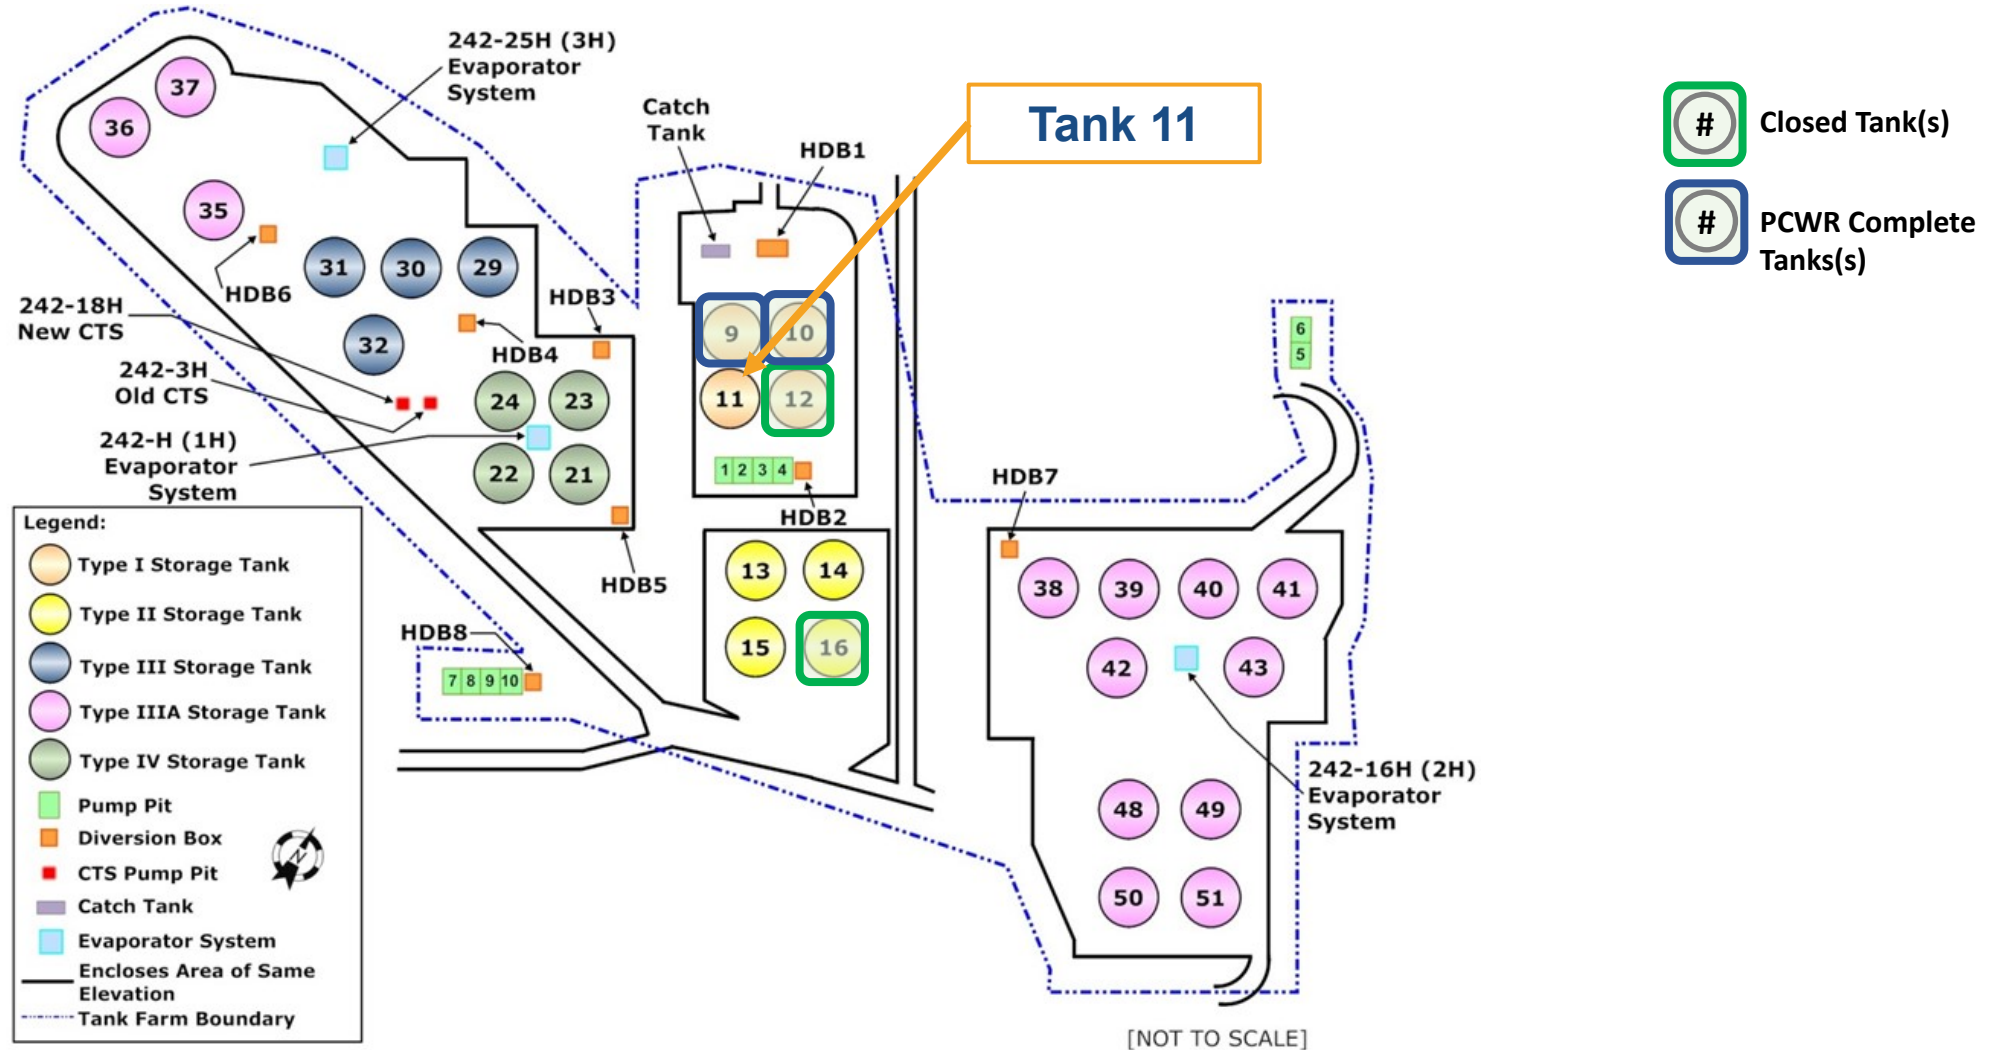 242-25H (3H)
Evaporator
System
Catch
Tank
HDB1
Tank 11
#
Closed Tank(s)
#
PCWR Complete
Tanks(s)
37
36
35
HDB6
31
30
29
32
HDB4
HDB3
242-18H
New CTS
242-3H
Old CTS
242-H (1H)
Evaporator
System
24
23
22
21
HDB5
9
10
11
12
1 2 3 4
HDB2
13
14
15
16
HDB8
7 8 9 10
6
5
HDB7
38
39
40
41
42
43
242-16H (2H)
Evaporator
System
48
49
50
51
Legend:
Type I Storage Tank
Type II Storage Tank
Type III Storage Tank
Type IIIA Storage Tank
Type IV Storage Tank
Pump Pit
Diversion Box
CTS Pump Pit
N
Catch Tank
Evaporator System
Encloses Area of Same
Elevation
Tank Farm Boundary
[NOT TO SCALE]